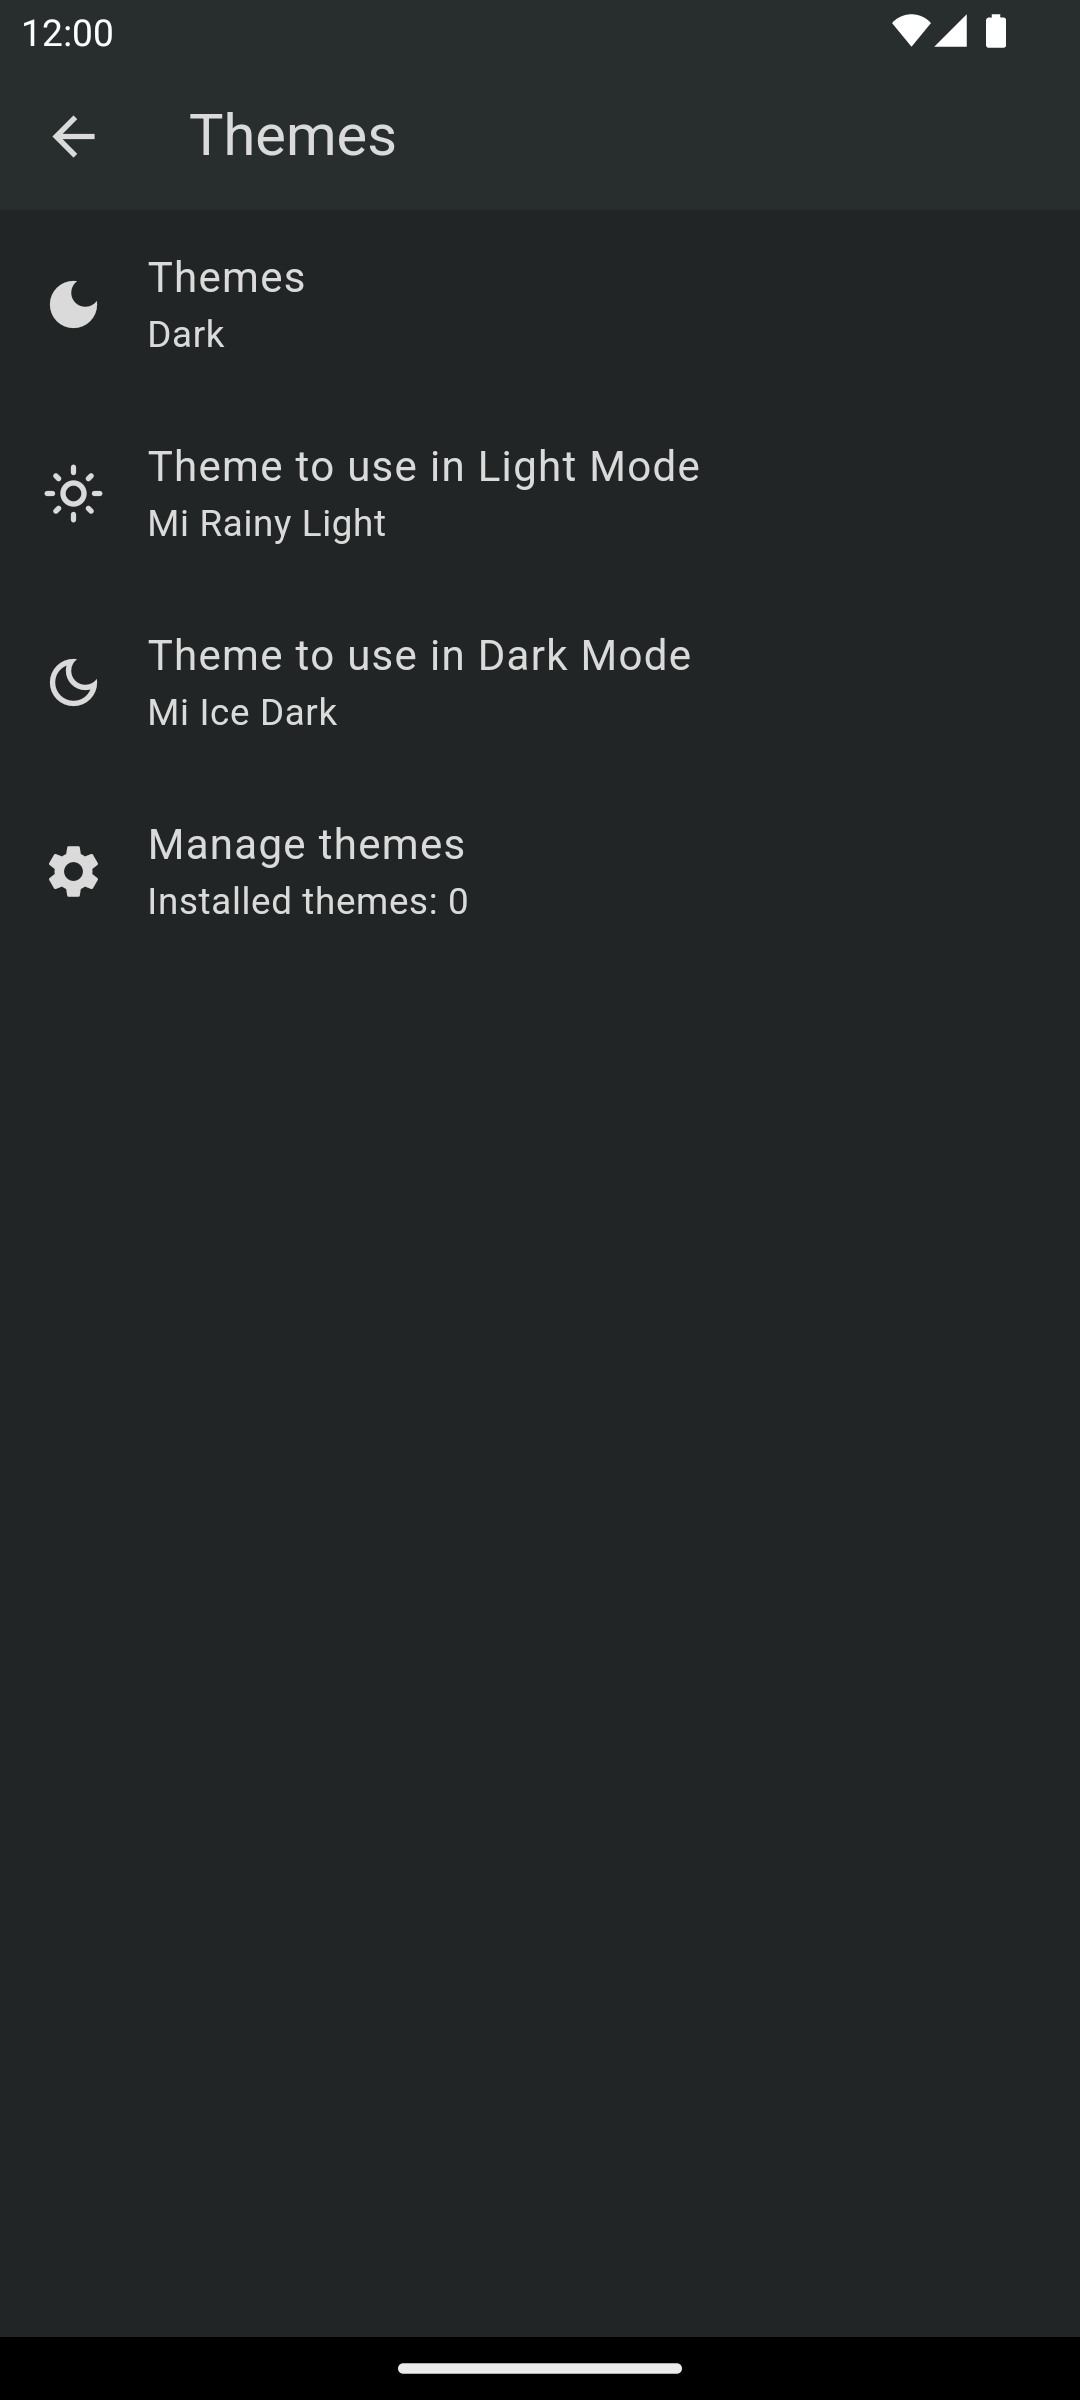 12:00
Themes
Themes
Dark
Theme to use in Light Mode
Mi Rainy Light
Theme to use in Dark Mode
Mi Ice Dark
Manage themes
Installed themes: 0